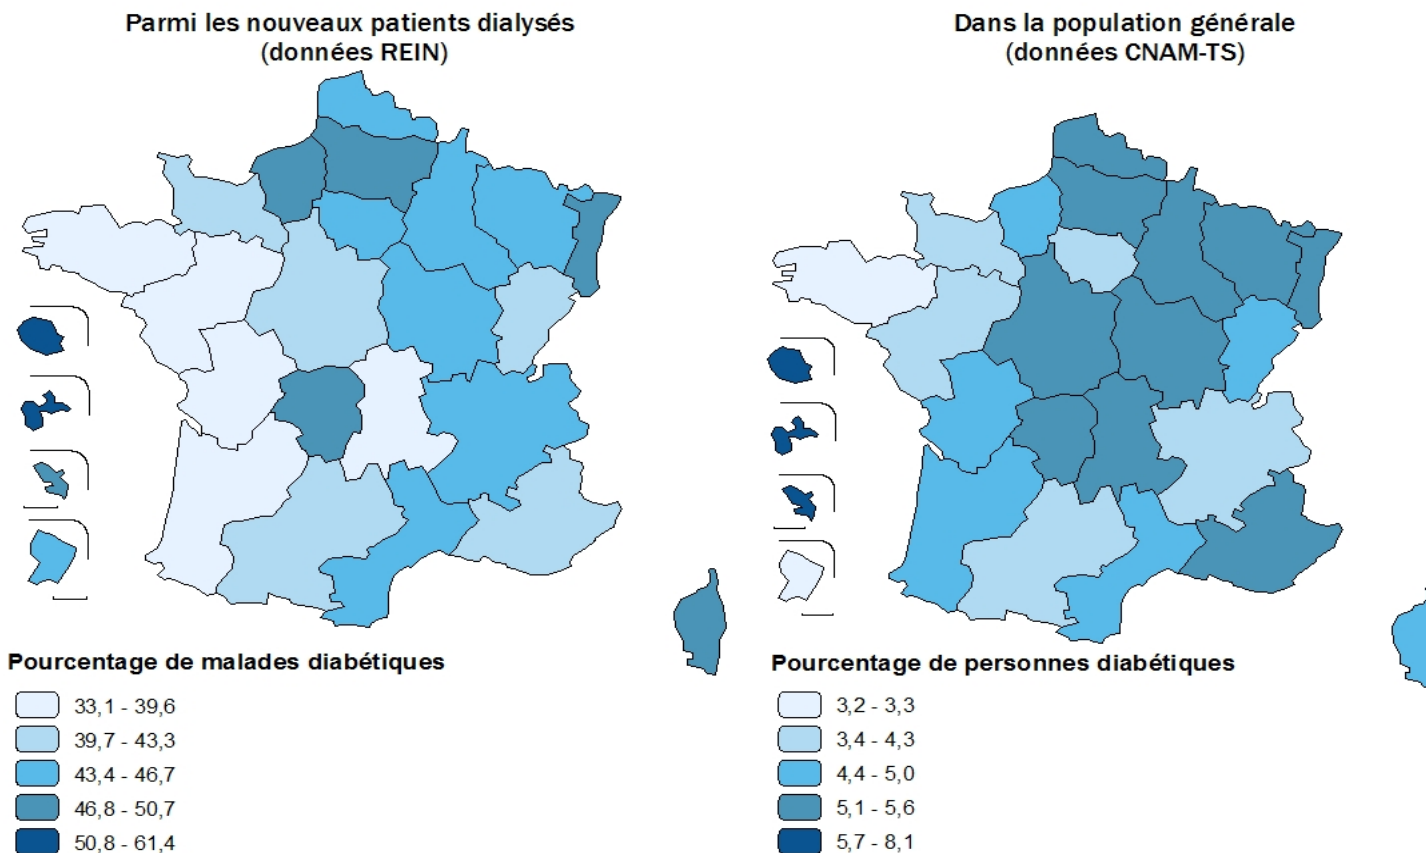 Parmi les nouveaux patients dialysés
(données REIN)
Dans la population générale
(données CNAM-TS)
Pourcentage de malades diabétiques
33,1 - 39,6
39,7 - 43,3
43,4 - 46,7
46,8 - 50,7
50,8 - 61,4
Pourcentage de personnes diabétiques
3,2 - 3,3
3,4 - 4,3
4,4 - 5,0
5,1 - 5,6
5,7 - 8,1